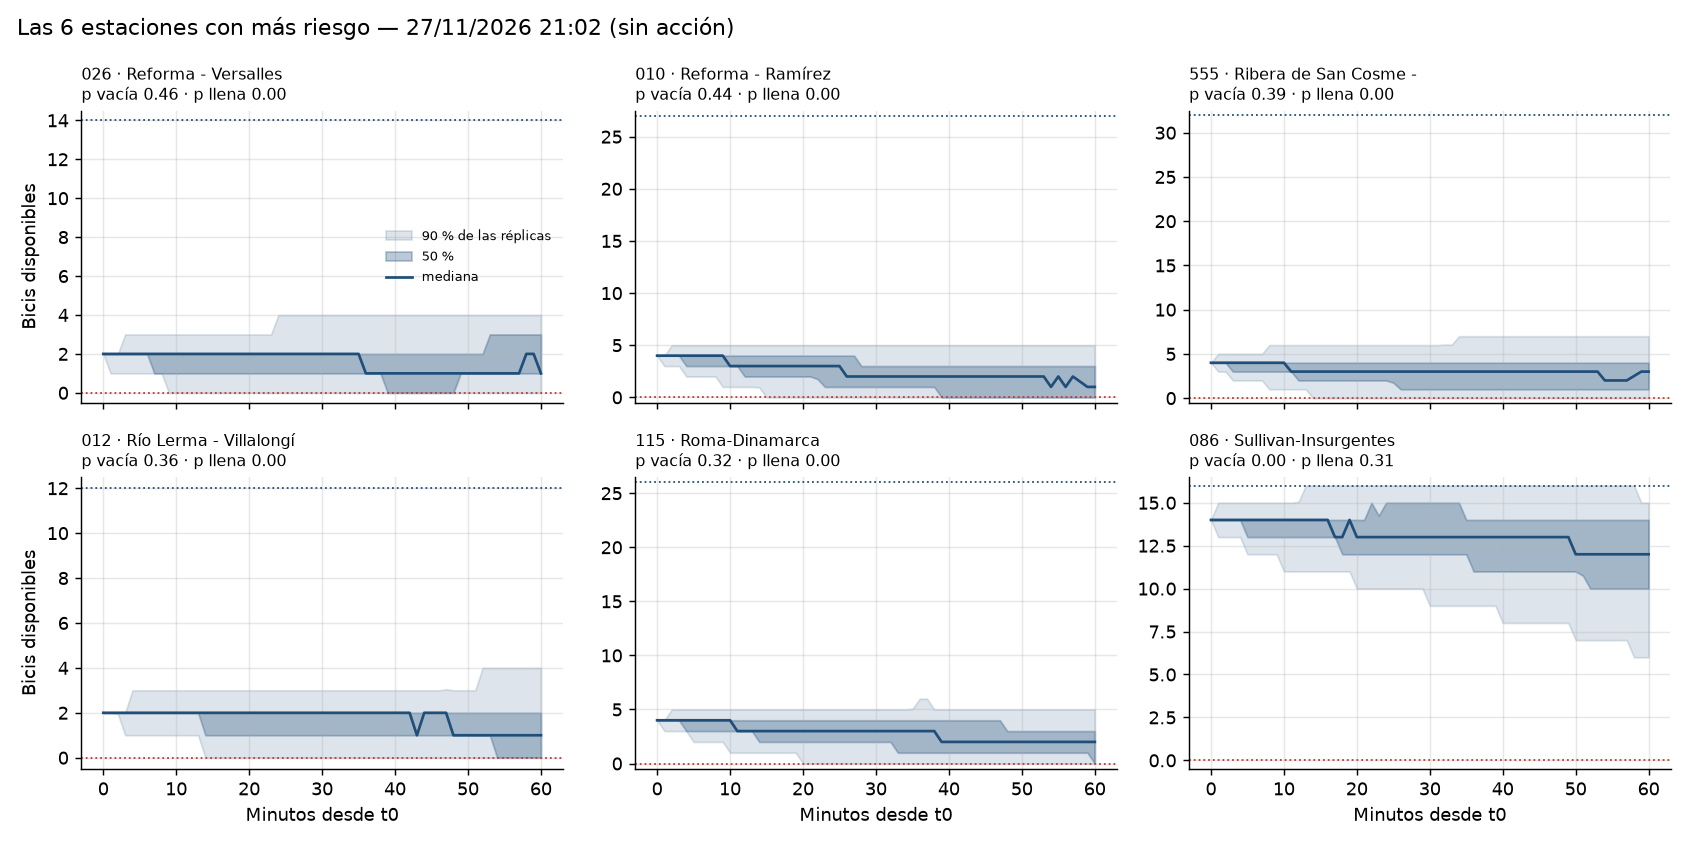 Las 6 estaciones con más riesgo — 27/11/2026 21:02 (sin acción)
026 · Reforma - Versalles
p vacía 0.46 · p llena 0.00
14
12
10
8
6
4
2
0
Bicis disponibles
90 % de las réplicas
50 %
mediana
010 · Reforma - Ramírez
p vacía 0.44 · p llena 0.00
25
20
15
10
5
0
555 · Ribera de San Cosme -
p vacía 0.39 · p llena 0.00
30
25
20
15
10
5
0
012 · Río Lerma - Villalongí
p vacía 0.36 · p llena 0.00
12
10
8
6
4
2
0
Bicis disponibles
0 10 20 30 40 50 60
Minutos desde t0
115 · Roma-Dinamarca
p vacía 0.32 · p llena 0.00
25
20
15
10
5
0
0 10 20 30 40 50 60
Minutos desde t0
086 · Sullivan-Insurgentes
p vacía 0.00 · p llena 0.31
15.0
12.5
10.0
7.5
5.0
2.5
0.0
0 10 20 30 40 50 60
Minutos desde t0